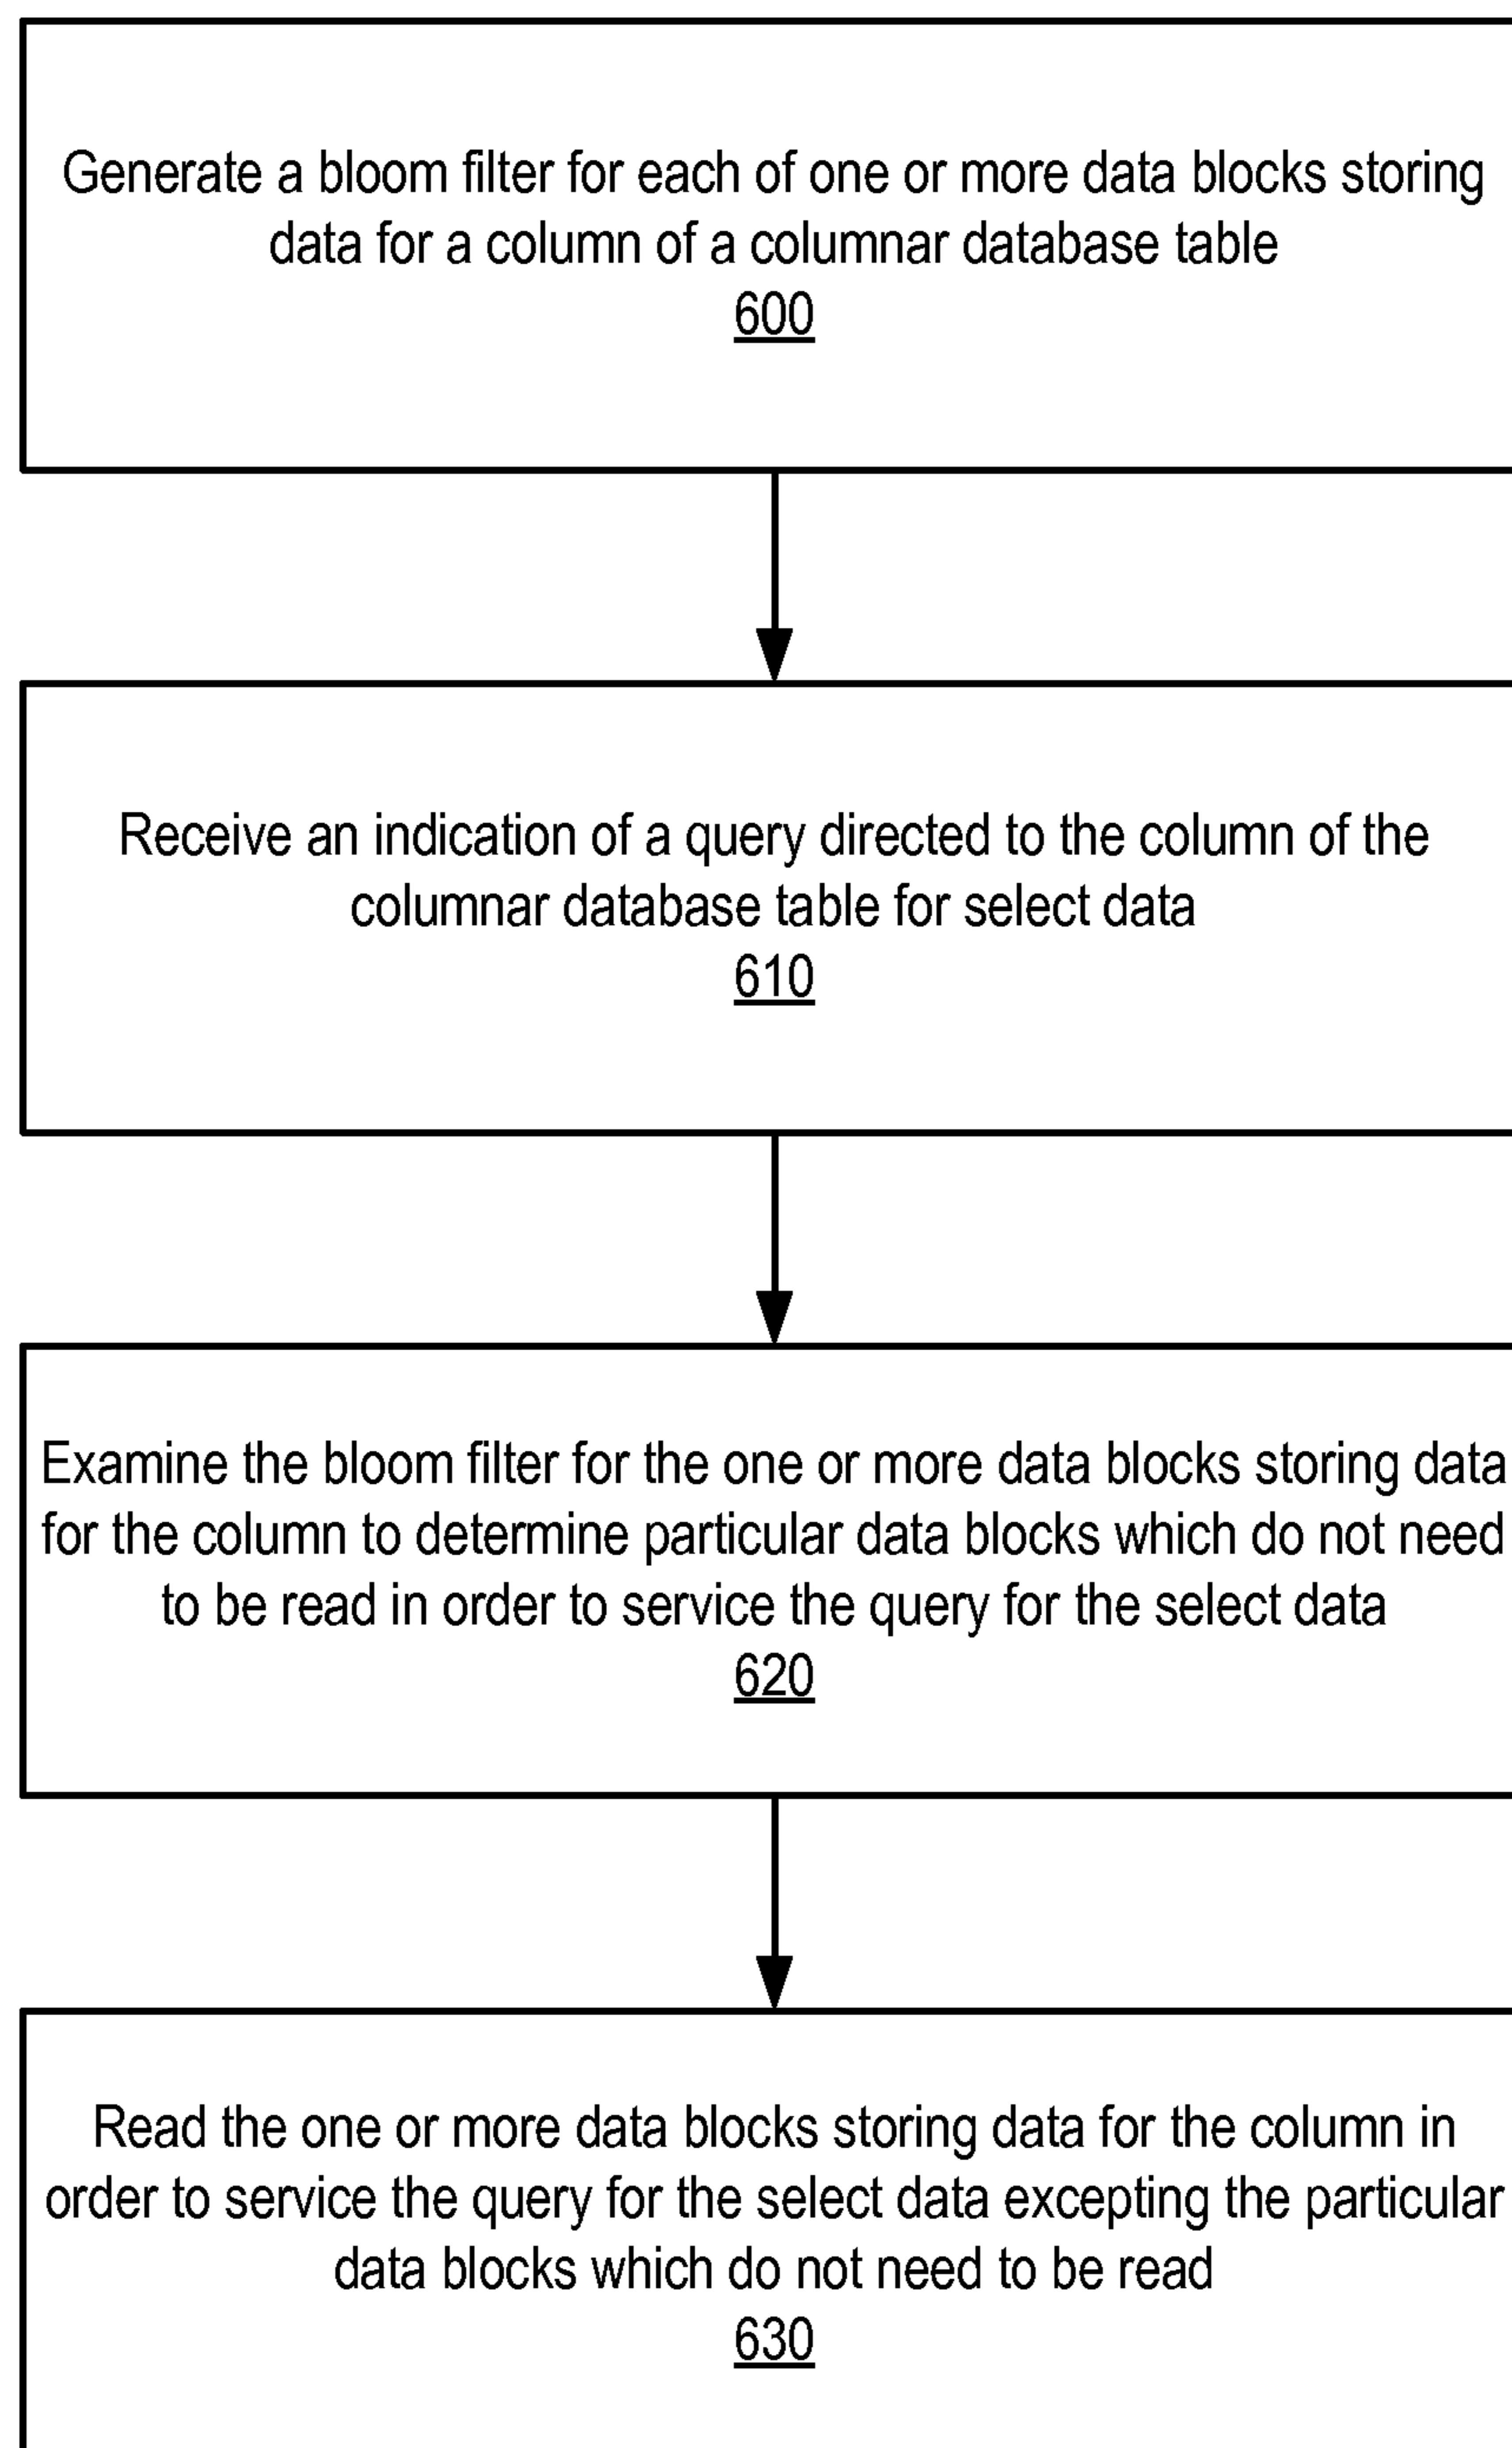 Generate a bloom filter for each of one or more data blocks storing
data for a column of a columnar database table
600
Receive an indication of a query directed to the column of the
columnar database table for select data
610
Examine the bloom filter for the one or more data blocks storing data
for the column to determine particular data blocks which do not need
to be read in order to service the query for the select data
620
Read the one or more data blocks storing data for the column in
order to service the query for the select data excepting the particular
data blocks which do not need to be read
630